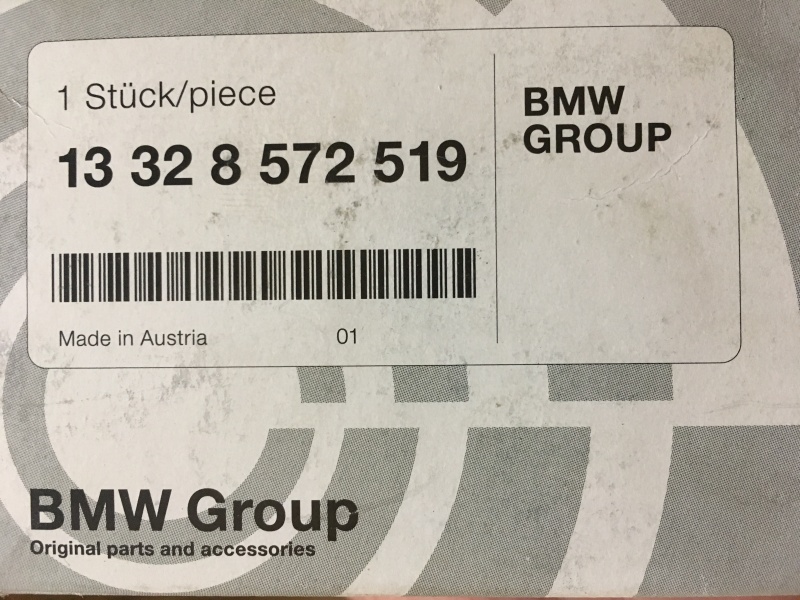 1 Stück/piece
BMW
GROUP
13 32 8 572 519
Made in Austria
01
BMW Group
Original parts and accessories